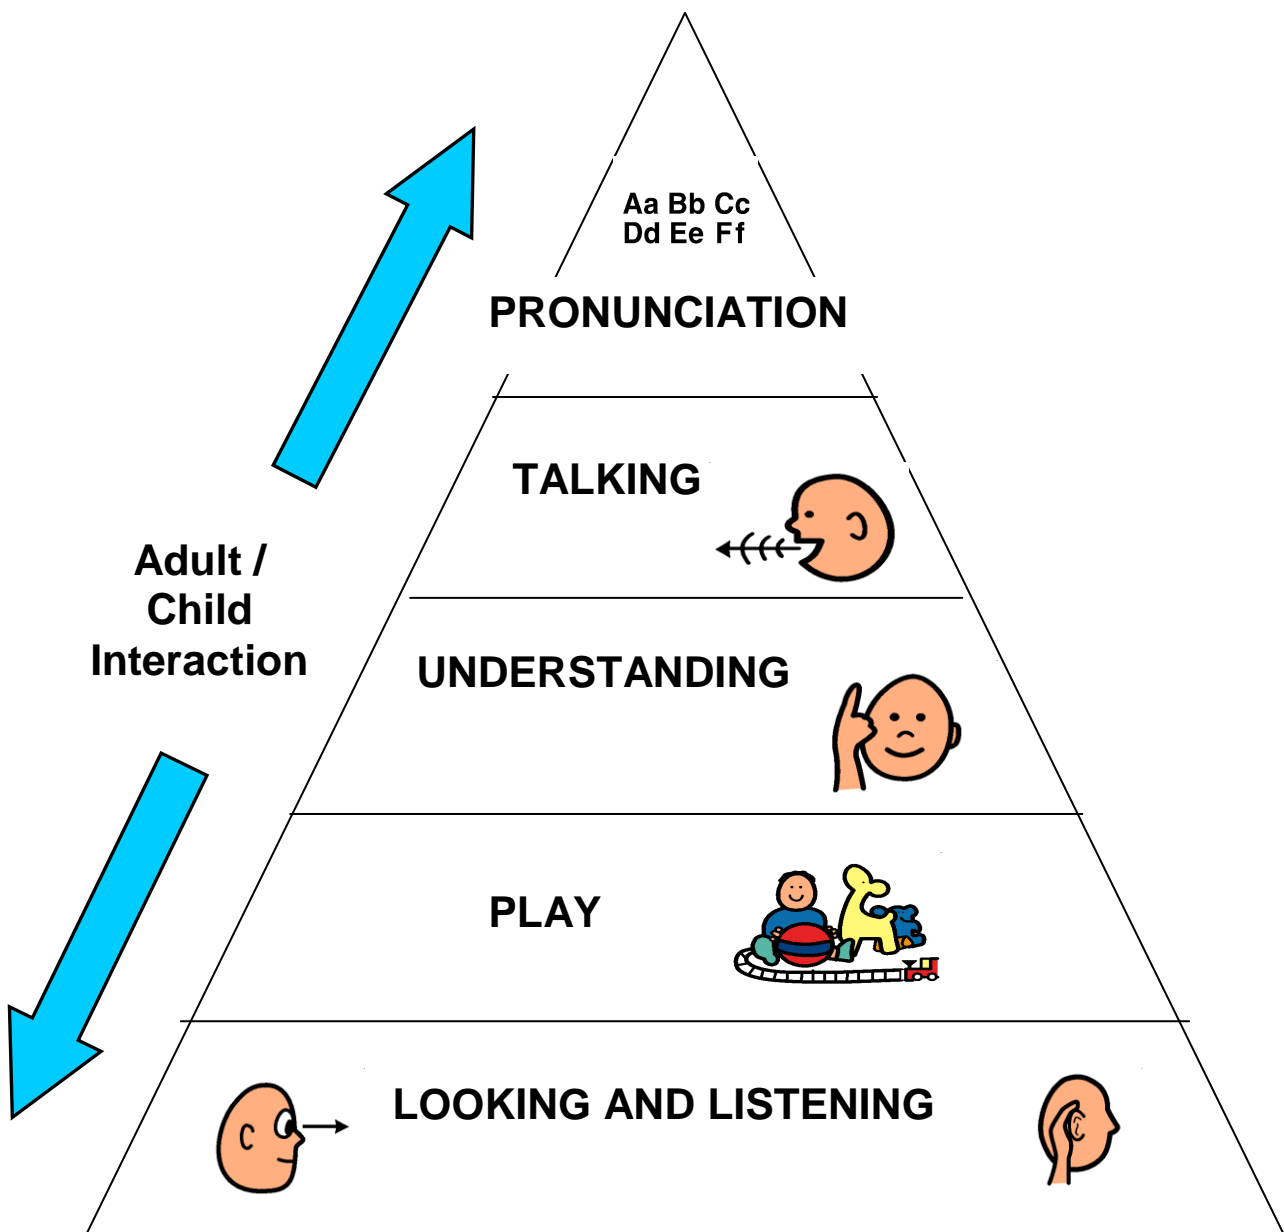 Aa Bb Cc
Dd Ee Ff
PRONUNCIATION
TALKING
Adult /
Child
Interaction
UNDERSTANDING
PLAY
LOOKING AND LISTENING